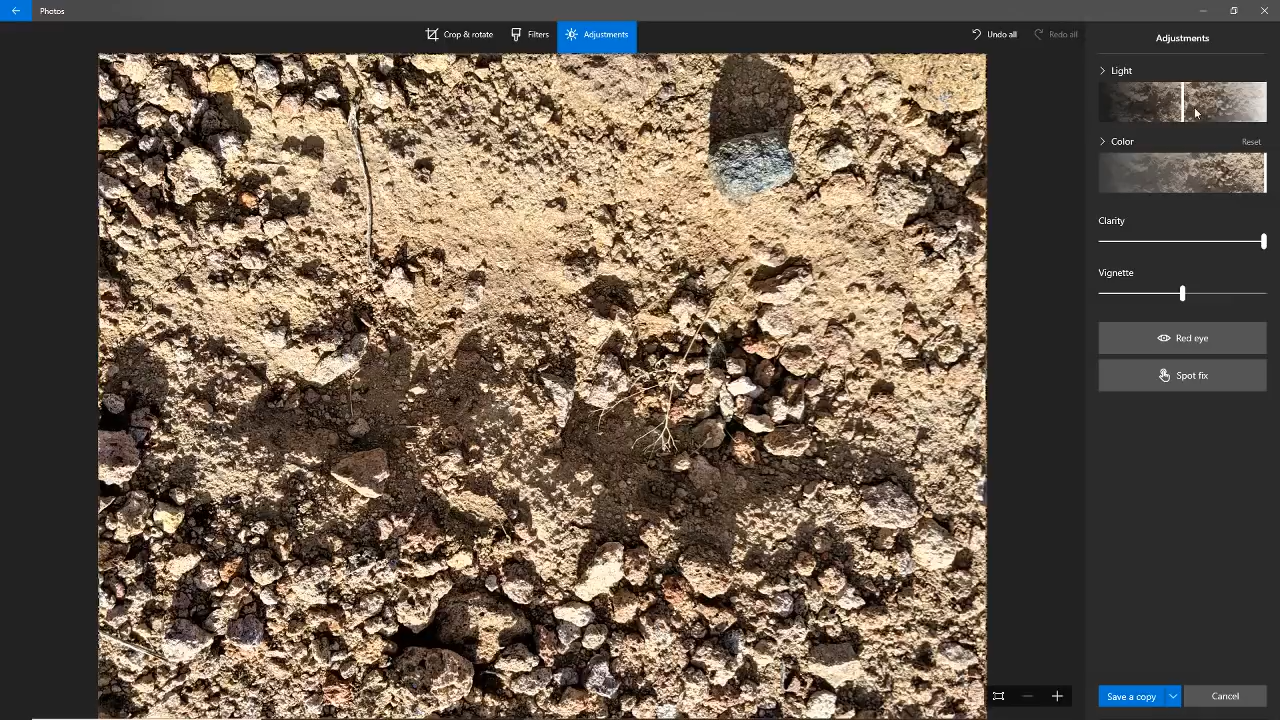 Photos
Crop & rotate
Filters
Adjustments
Undo all
Redo all
Adjustments
Light
Color
Reset
Clarity
Vignette
Red eye
Spot fix
Save a copy
Cancel